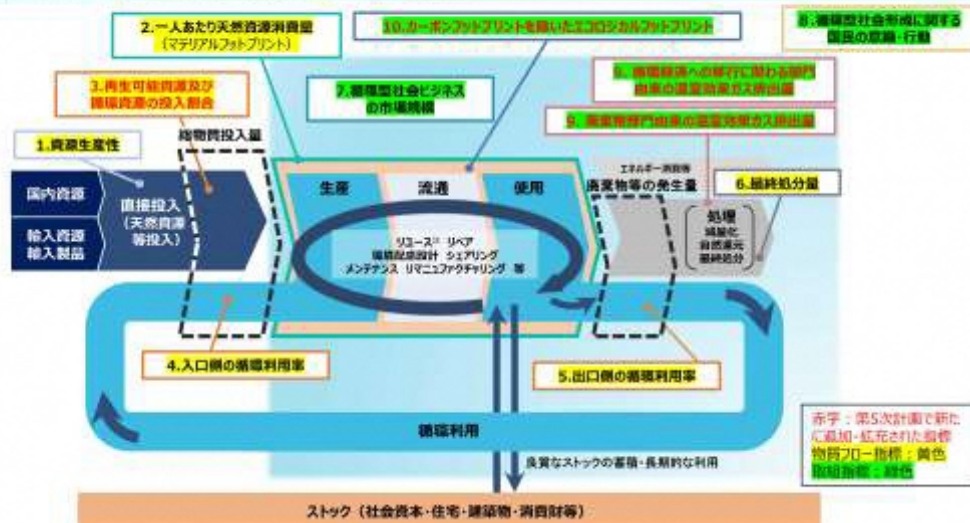 2.一人あたり天然資源消費量
（マテリアルフットプリント）
10.カーボンフットプリントを除いたエコロジカルフットプリント
8.循環型社会形成に関する
国民の意識・行動
3.再生可能資源及び
循環資源の投入割合
7.循環型社会ビジネス
の市場規模
循環経済への移行に関わる部門
由来の温室効果ガス排出量
9.廃棄物部門由来の温室効果ガス排出量
1.資源生産性
総物質投入量
エネルギー消費等
廃棄物等の発生量
6.最終処分量
国内資源
輸入資源
輸入製品
直接投入
（天然資源
等投入）
生産
流通
使用
処理
減量化
自然還元
最終処分
リユース リペア
環境配慮設計 シェアリング
メンテナンス リマニュファクチャリング 等
4.入口側の循環利用率
5.出口側の循環利用率
循環利用
良質なストックの蓄積・長期的な利用
赤字：第5次計画で新た
に追加・拡充された指標
物質フロー指標：黄色
取組指標：緑色
ストック（社会資本・住宅・建築物・消費財等）